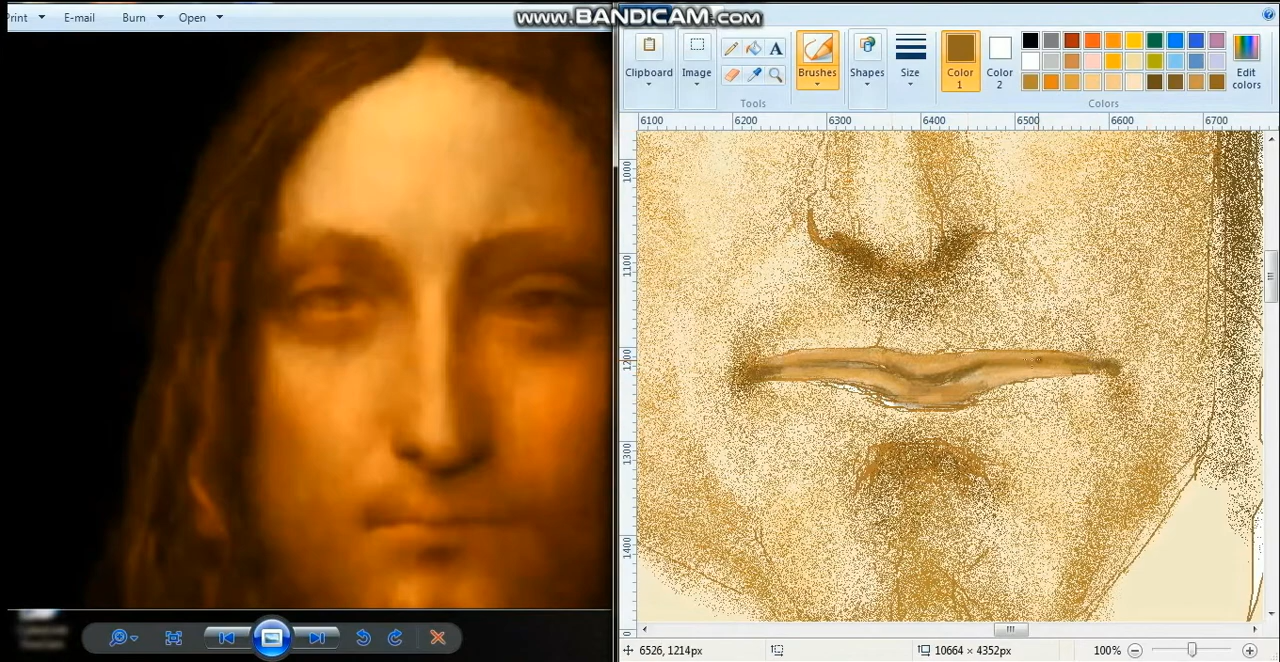 www.BANDICAM.com
Print E-mail Burn Open
Clipboard Image Tools Brushes Shapes Size Color 1 Color 2 Edit colors
Colors
6100 6200 6300 6400 6500 6600 6700
1000
1100
1200
1300
1400
6526, 1214px 10664 × 4352px 100%